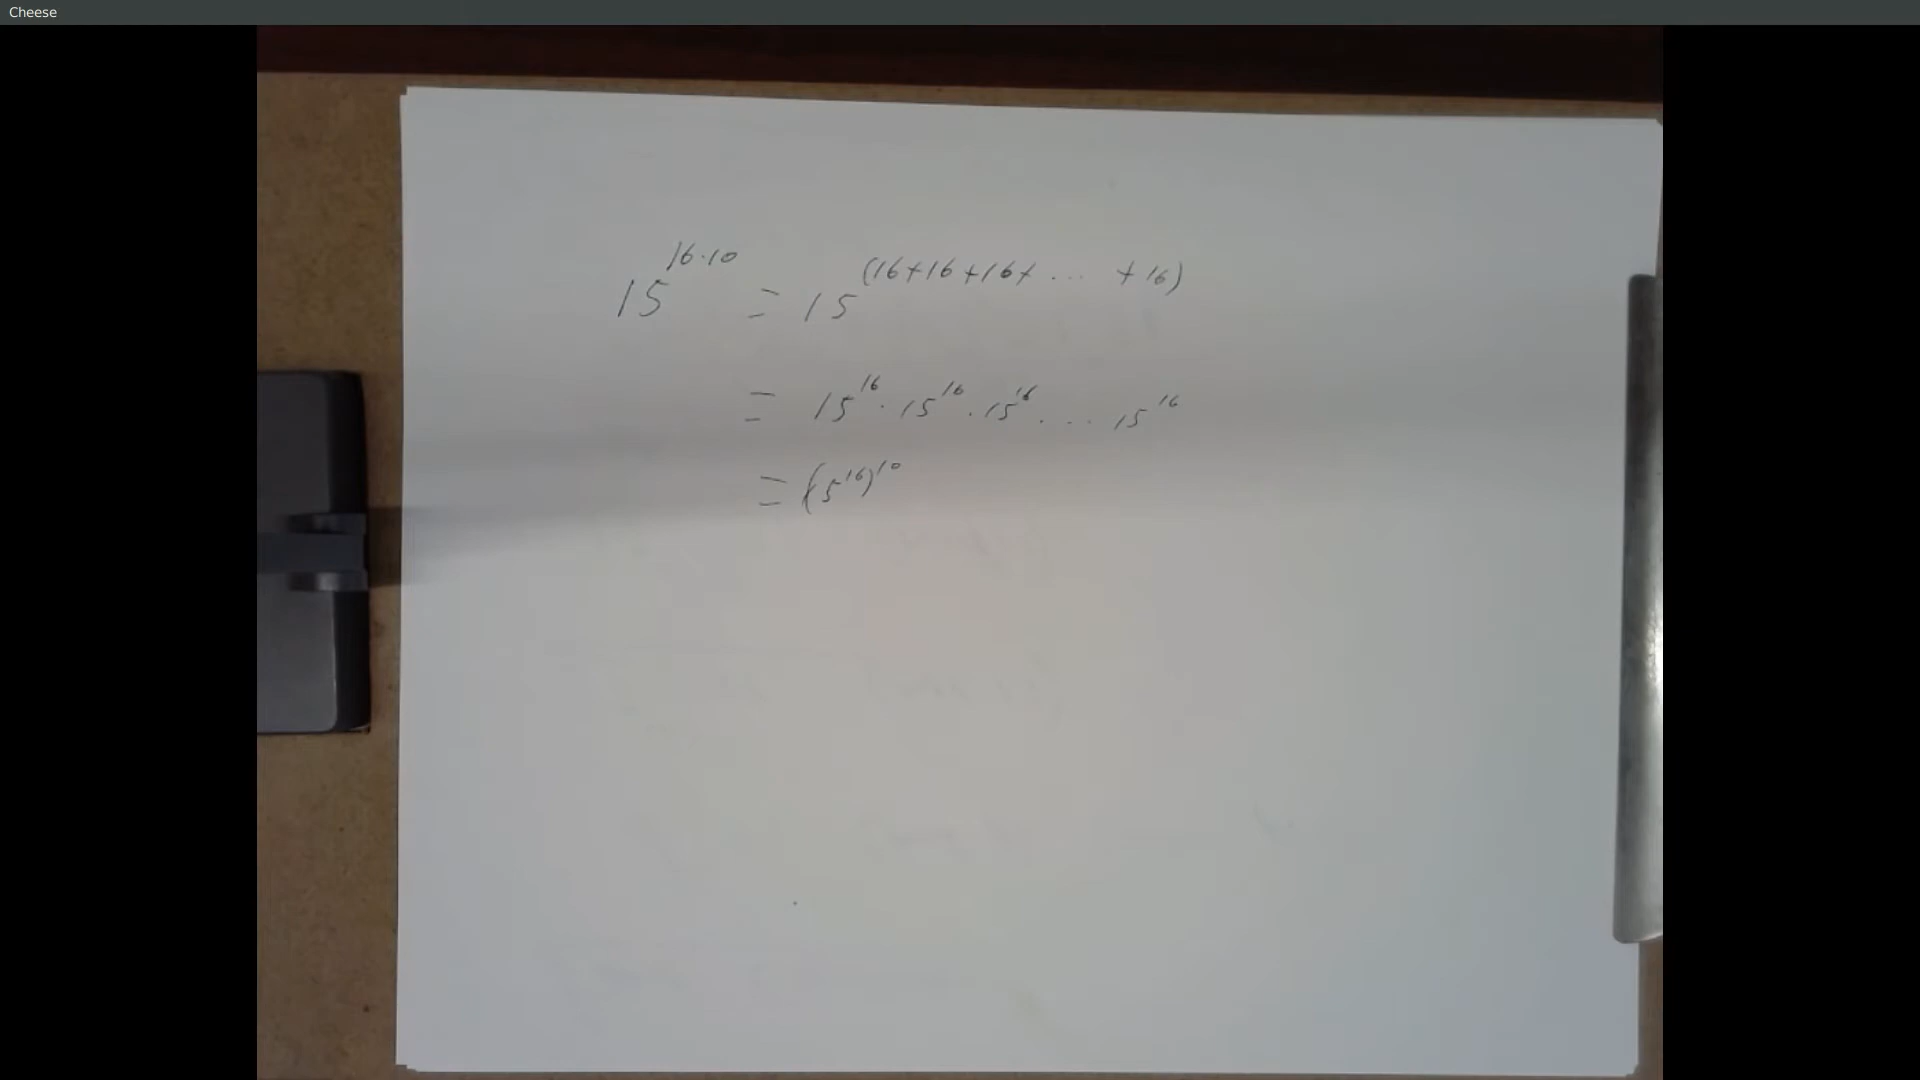 Cheese
15^{16·10} = 15^{(16+16+16+ ... +16)}
= 15^{16} · 15^{16} · 15^{16} · ... 15^{16}
= (15^{16})^{10}